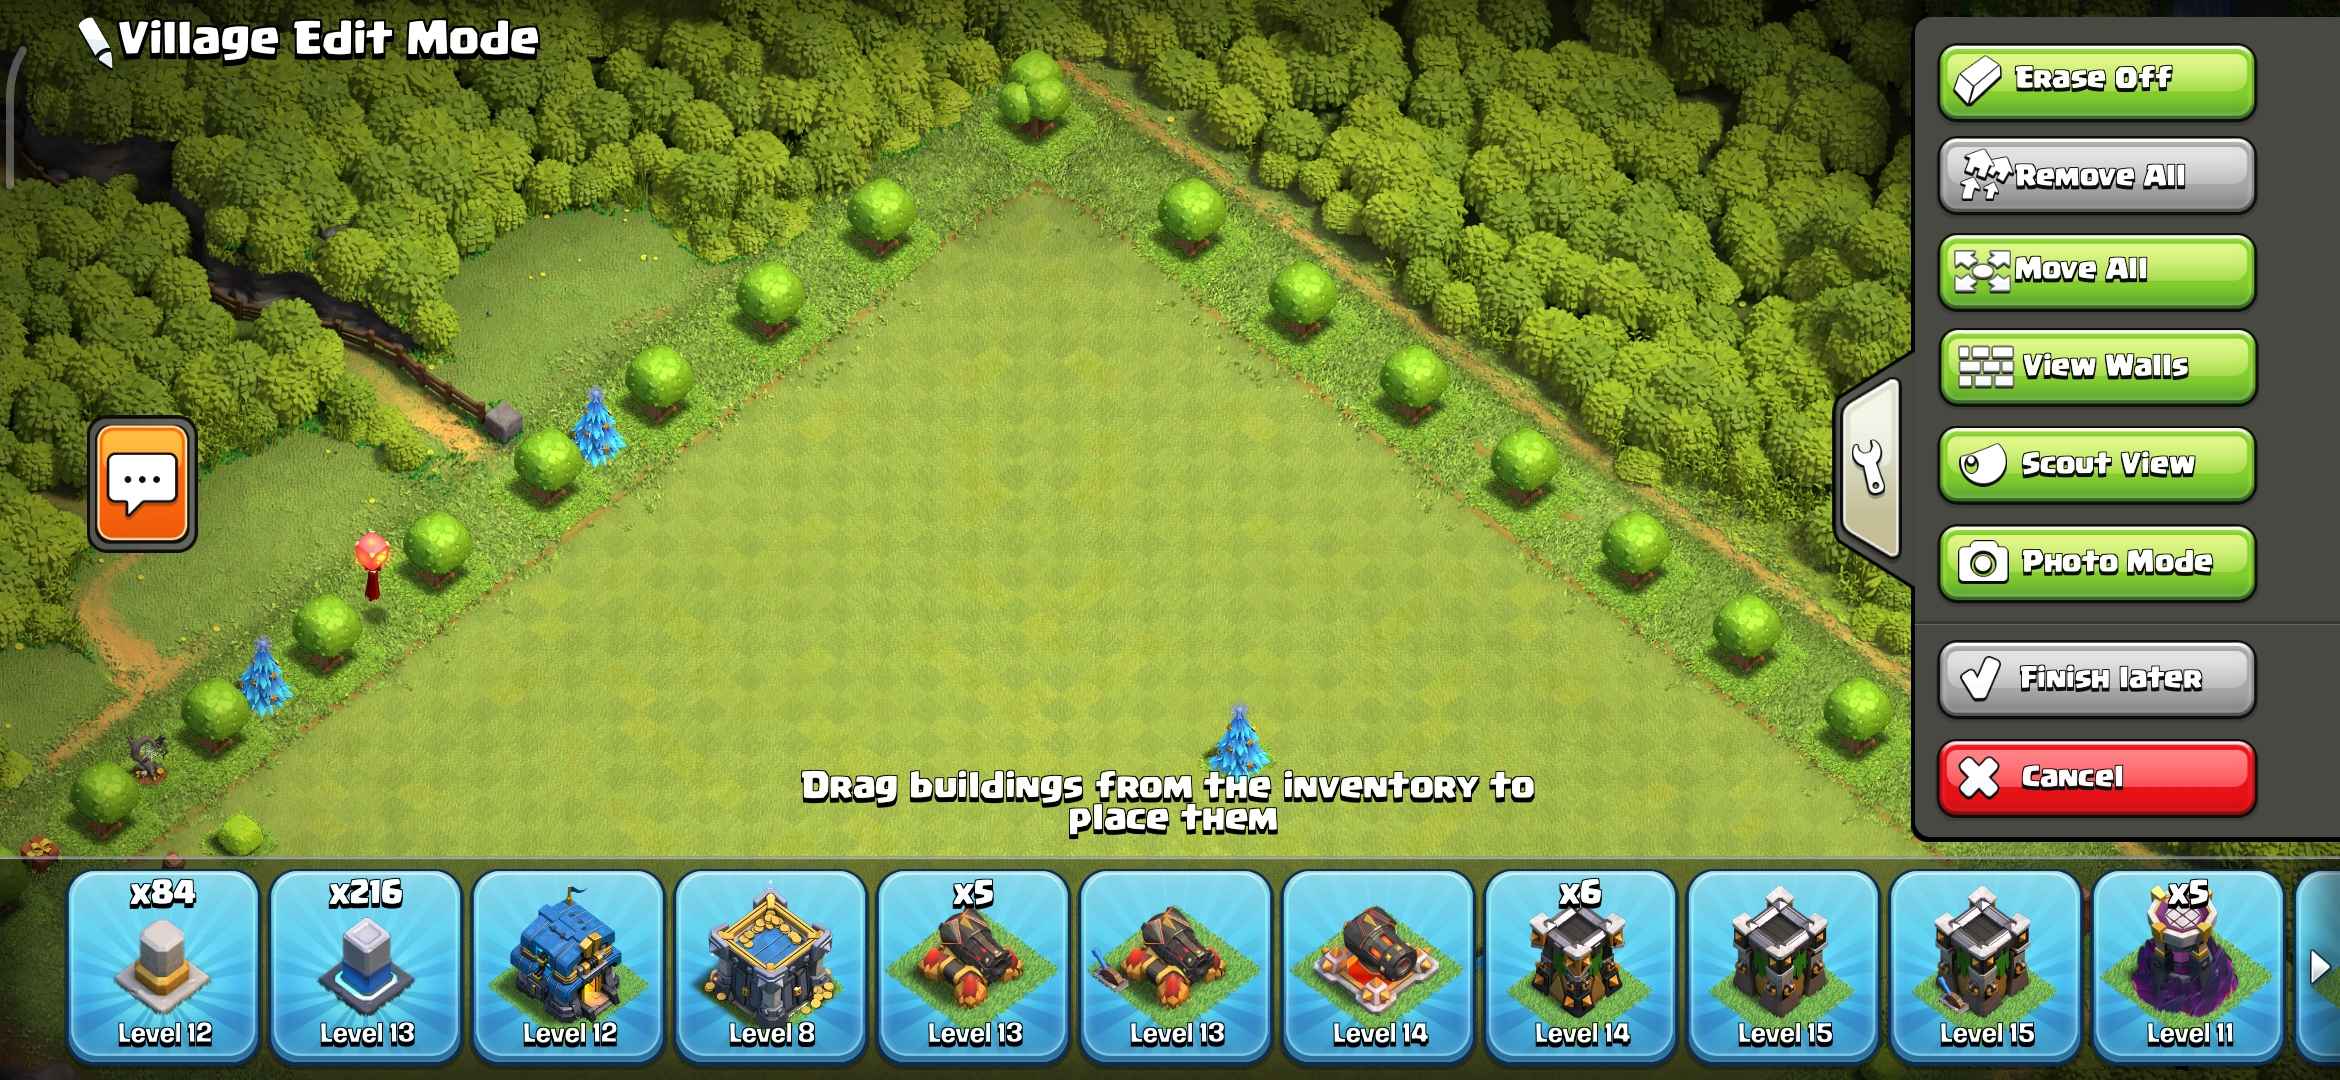 Village Edit Mode
Erase Off
Remove All
Move All
View Walls
Scout View
Photo Mode
Finish later
Cancel
Drag buildings from the inventory to
place them
x84
Level 12
x216
Level 13
Level 12
Level 8
x5
Level 13
Level 13
Level 14
x6
Level 14
Level 15
Level 15
x5
Level 11